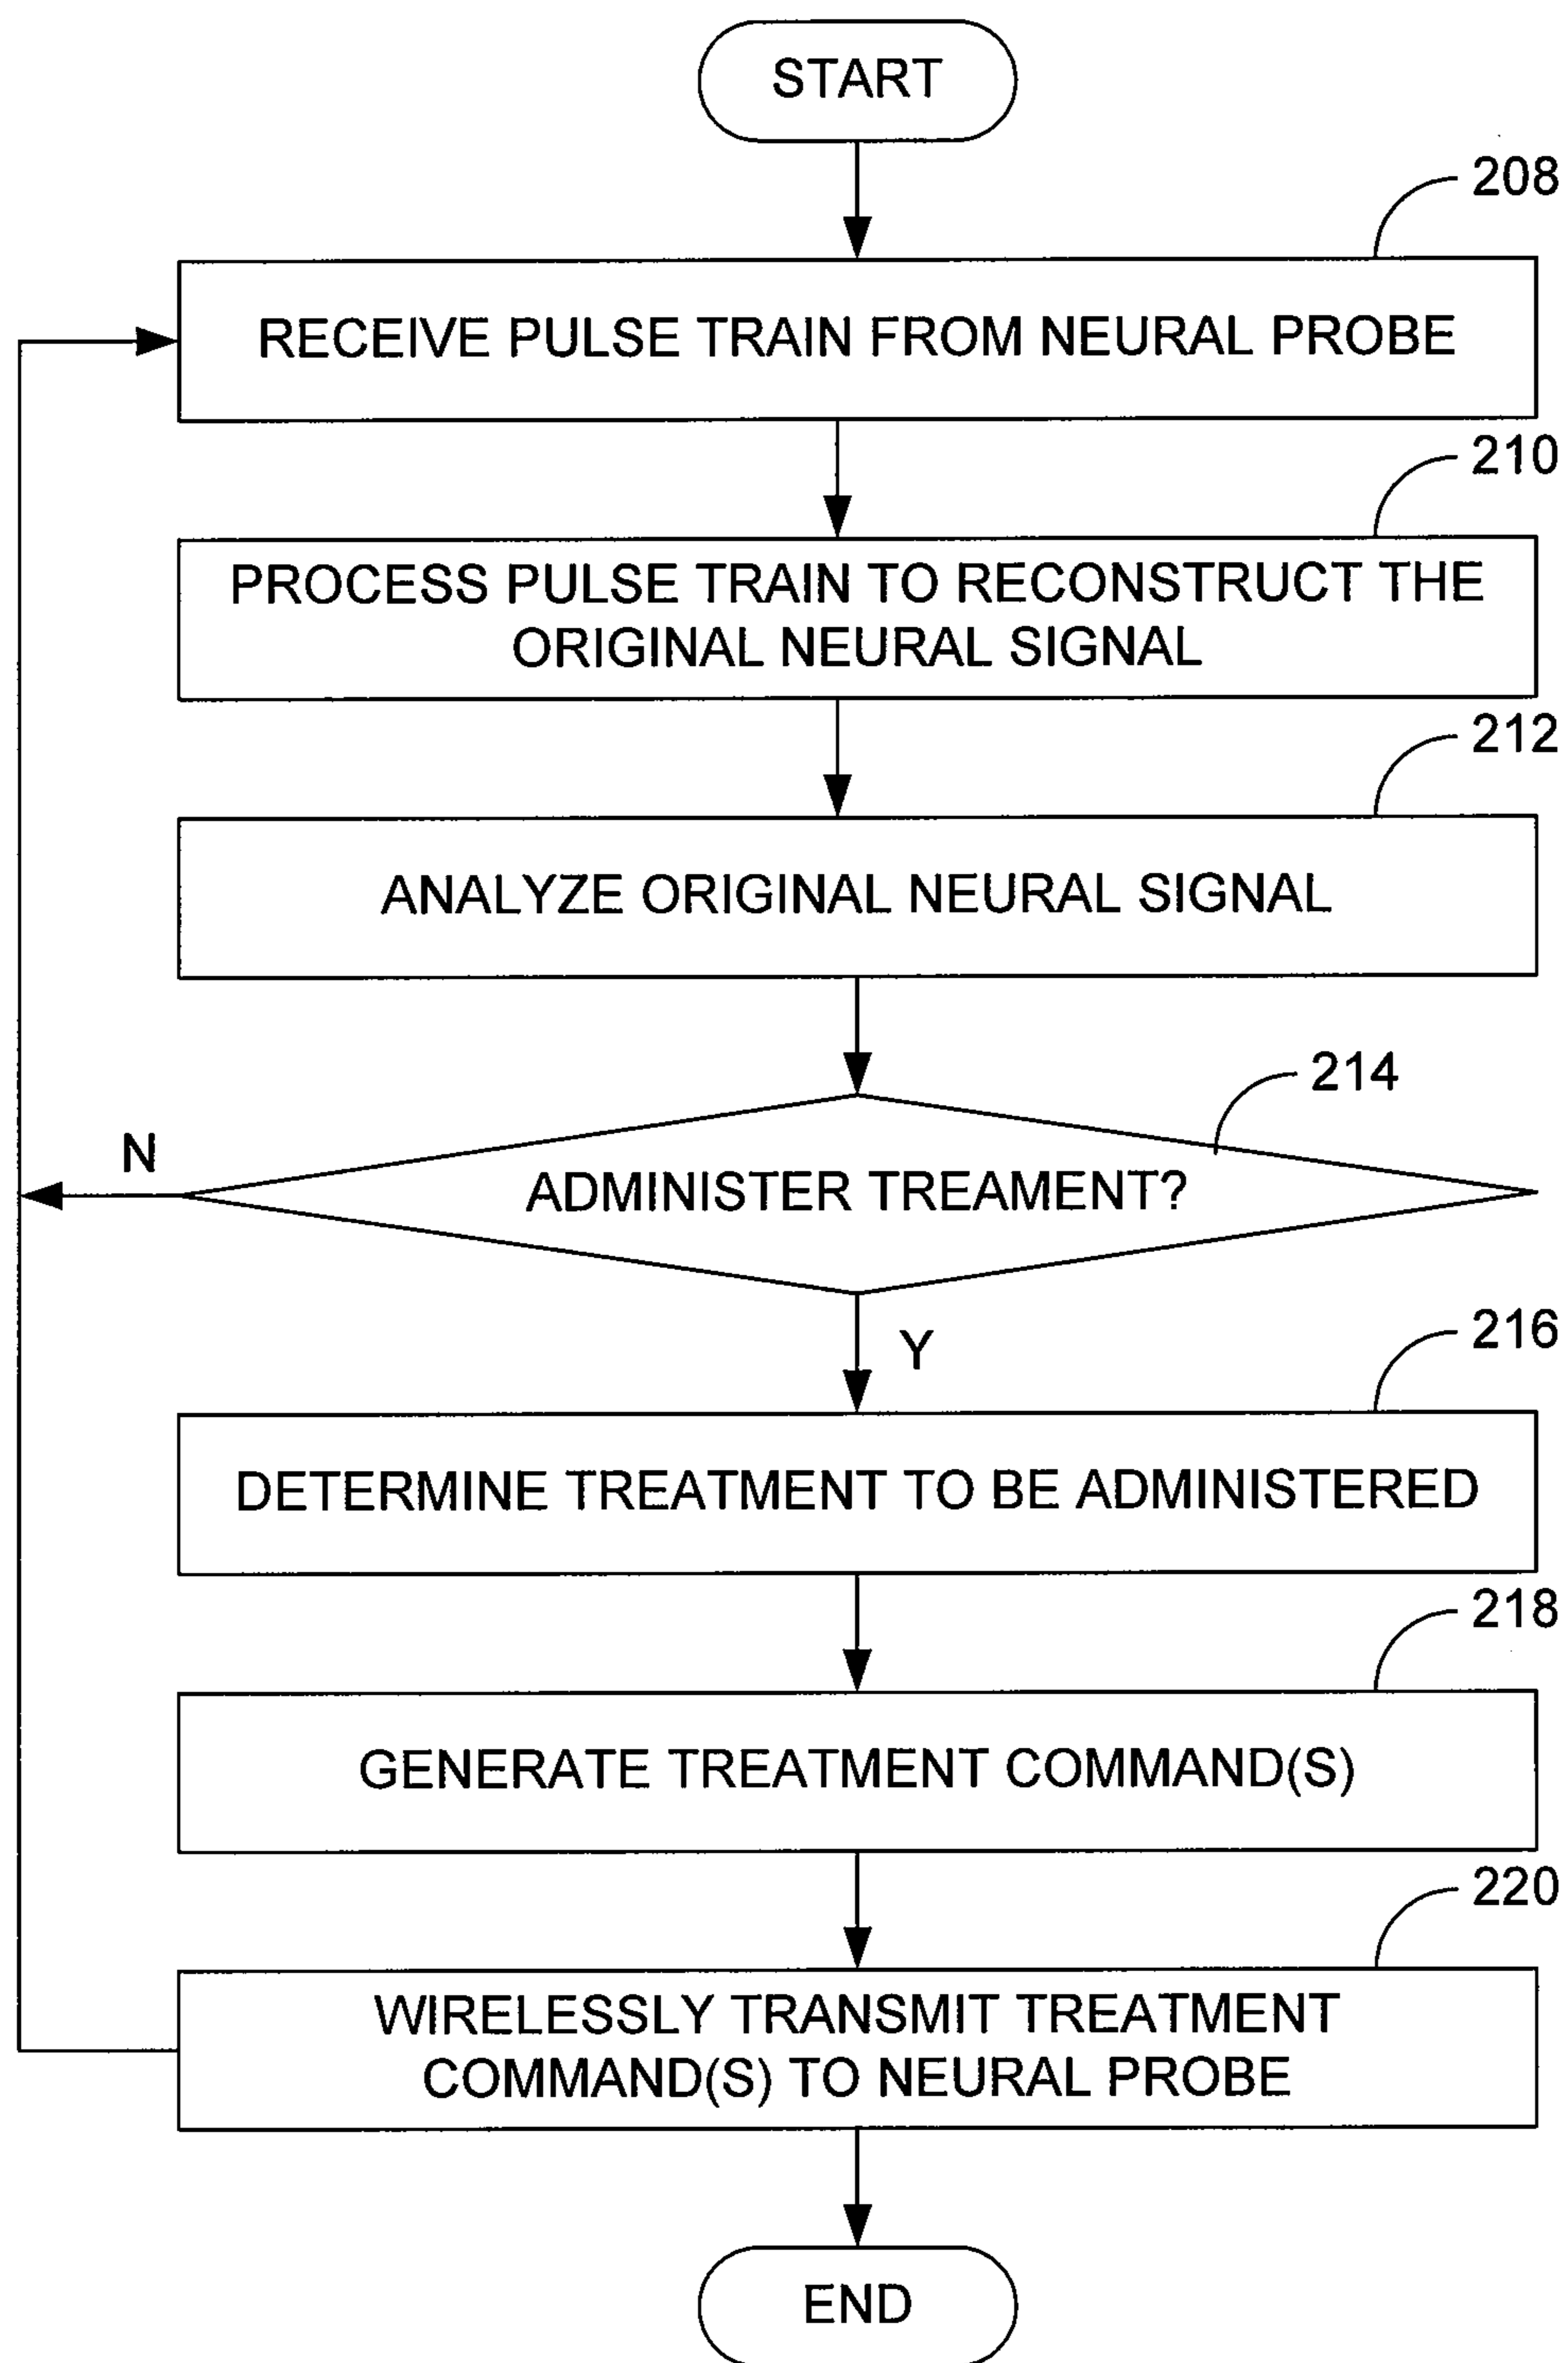 START
208
RECEIVE PULSE TRAIN FROM NEURAL PROBE
210
PROCESS PULSE TRAIN TO RECONSTRUCT THE
ORIGINAL NEURAL SIGNAL
212
ANALYZE ORIGINAL NEURAL SIGNAL
214
N
ADMINISTER TREAMENT?
Y
216
DETERMINE TREATMENT TO BE ADMINISTERED
218
GENERATE TREATMENT COMMAND(S)
220
WIRELESSLY TRANSMIT TREATMENT
COMMAND(S) TO NEURAL PROBE
END